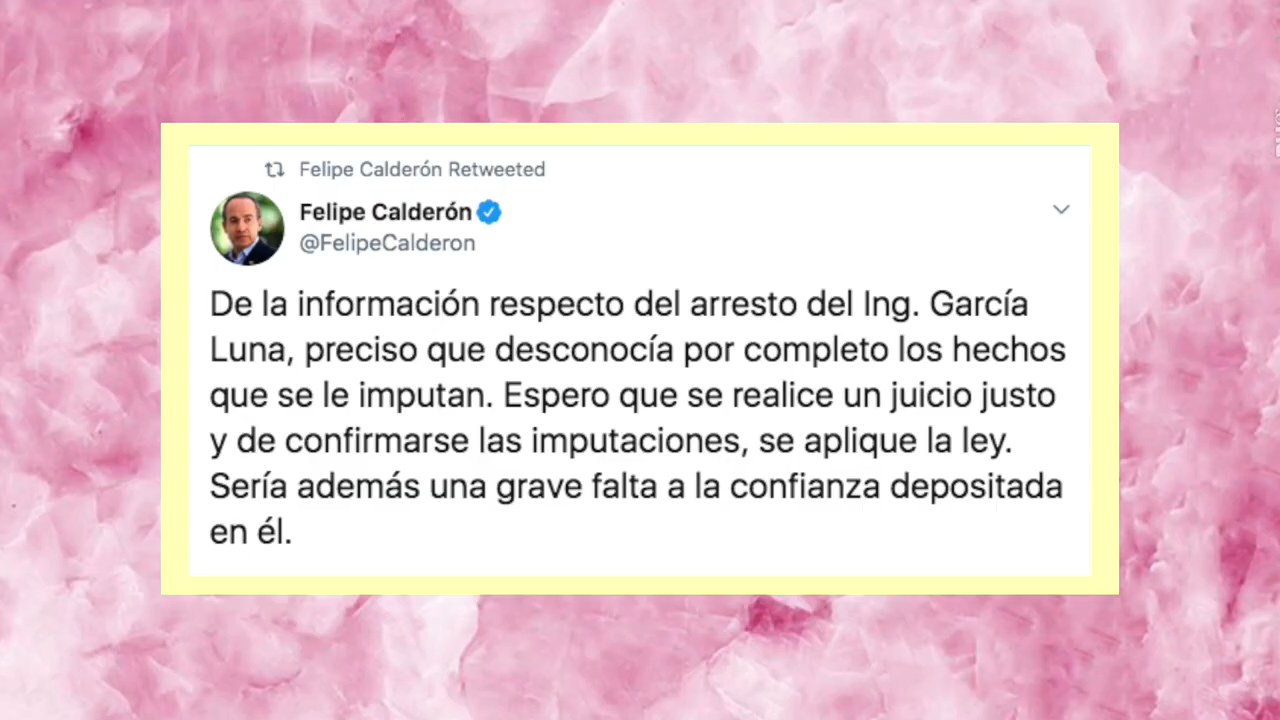 Felipe Calderón Retweeted
Felipe Calderón
@FelipeCalderon
De la información respecto del arresto del Ing. García
Luna, preciso que desconocía por completo los hechos
que se le imputan. Espero que se realice un juicio justo
y de confirmarse las imputaciones, se aplique la ley.
Sería además una grave falta a la confianza depositada
en él.